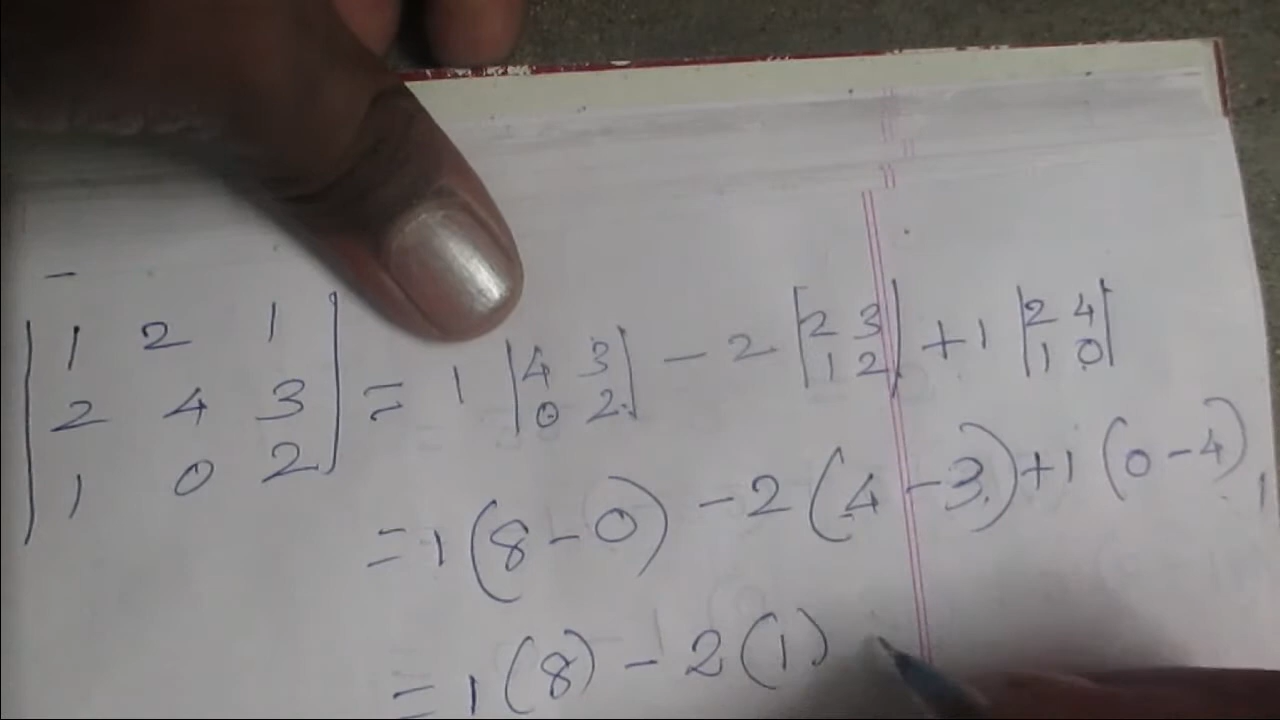 | 1 2 1 |
| 2 4 3 | = 1 | 4 3 | - 2 | 2 3 | + 1 | 2 4 |
| 1 0 2 | | 0 2 | | 1 2 | | 1 0 |
= 1 (8 - 0) - 2 (4 - 3) + 1 (0 - 4)
= 1 (8) - 2 (1)